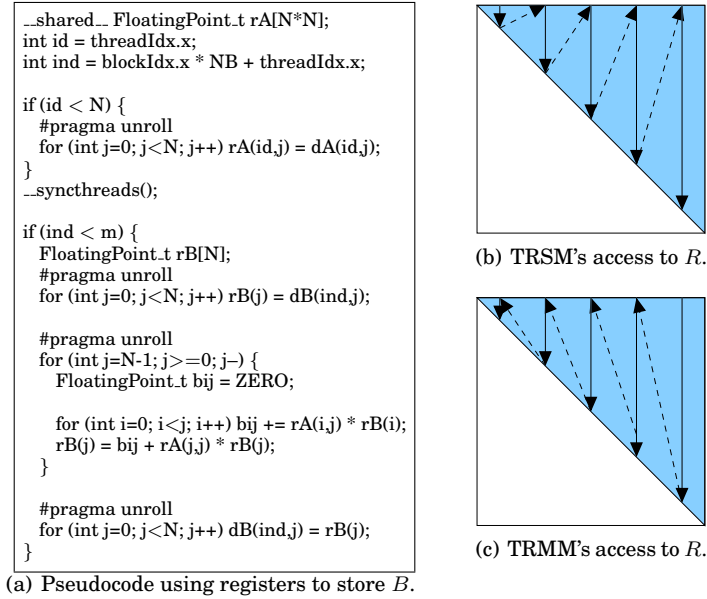 __shared__ FloatingPoint_t rA[N*N];
int id = threadIdx.x;
int ind = blockIdx.x * NB + threadIdx.x;
if (id < N) {
#pragma unroll
for (int j=0; j<N; j++) rA(id,j) = dA(id,j);
}
__syncthreads();
if (ind < m) {
FloatingPoint_t rB[N];
#pragma unroll
for (int j=0; j<N; j++) rB(j) = dB(ind,j);
#pragma unroll
for (int j=N-1; j>=0; j–) {
FloatingPoint_t bij = ZERO;
for (int i=0; i<j; i++) bij += rA(i,j) * rB(i);
rB(j) = bij + rA(j,j) * rB(j);
}
#pragma unroll
for (int j=0; j<N; j++) dB(ind,j) = rB(j);
}
(a) Pseudocode using registers to store B.
(b) TRSM's access to R.
(c) TRMM's access to R.